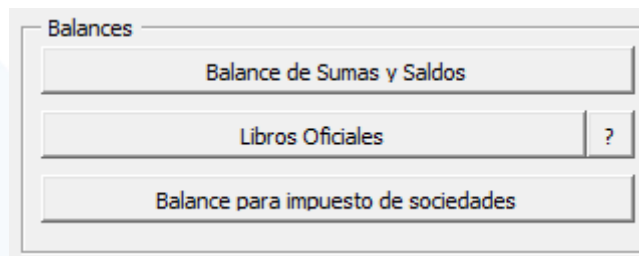 Balances
Balance de Sumas y Saldos
Libros Oficiales ?
Balance para impuesto de sociedades